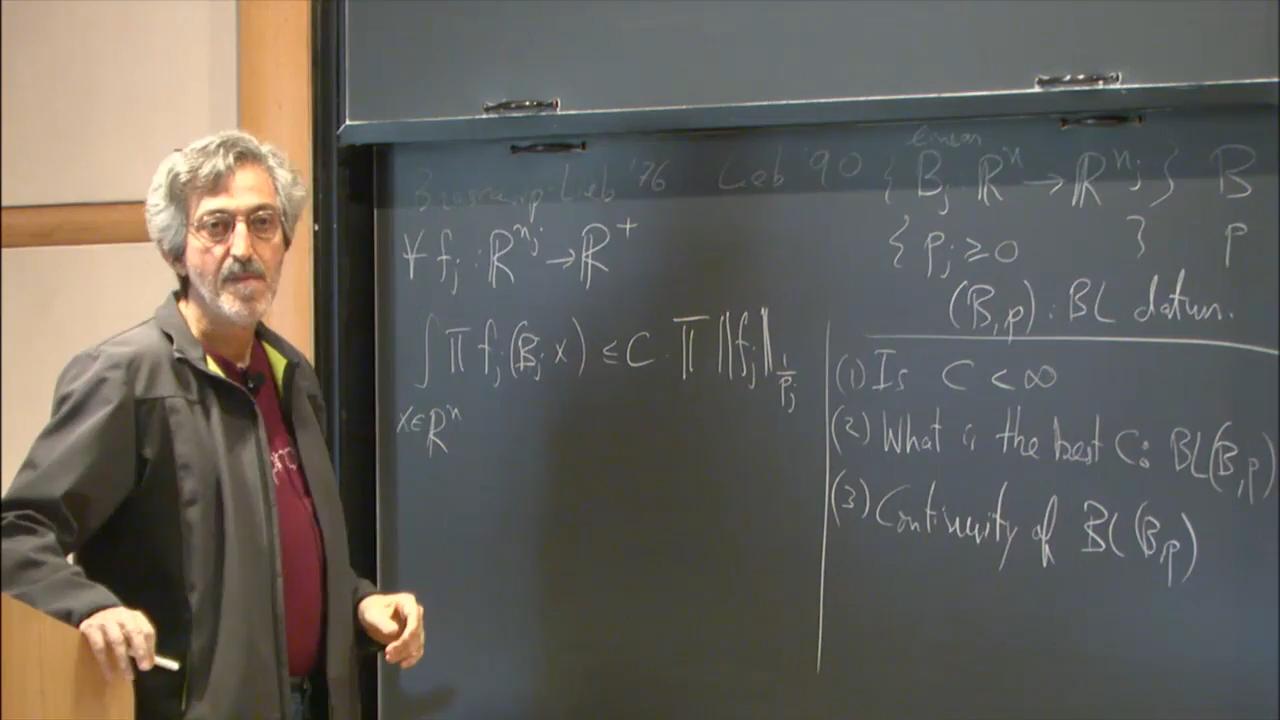 Brascamp-Lieb '76 Lieb '90
∀ f_j : ℝ^{n_j} → ℝ^+
∫ Π f_j(B_j x) ≤ C · Π ‖f_j‖_{1/p_j}
x∈ℝ^n
linear
{ B_j : ℝ^n → ℝ^{n_j} } B
{ p_j ≥ 0 } p
(B,p) : BL datum.
(1) Is C < ∞
(2) What is the best C: BL(B,p)
(3) Continuity of BL(B,p)